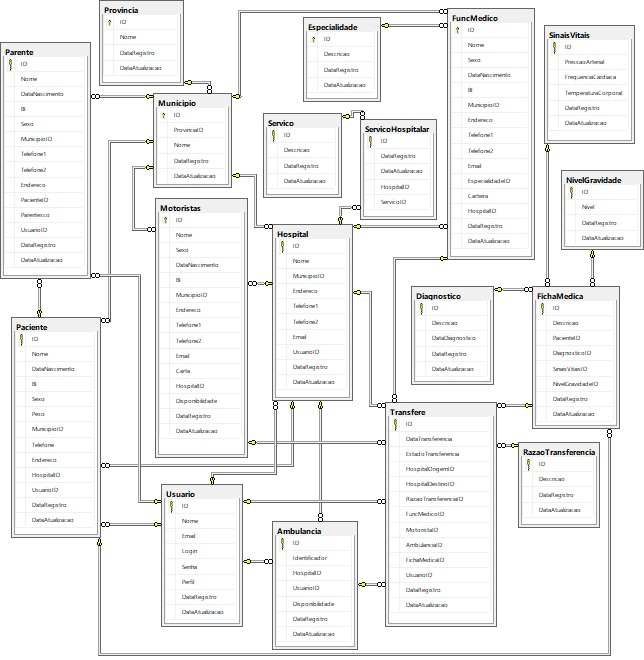 Provincia
ID
Nome
DataRegistro
DataAtualizacao
Parente
ID
Nome
DataNascimento
BI
Sexo
MunicipioID
Telefone1
Telefone2
Endereco
PacienteID
Parentesco
UsuarioID
DataRegistro
DataAtualizacao
Municipio
ID
ProvinciaID
Nome
DataRegistro
DataAtualizacao
Especialidade
ID
Descricao
DataRegistro
DataAtualizacao
FuncMedico
ID
Nome
Sexo
DataNascimento
BI
MunicipioID
Endereco
Telefone1
Telefone2
Email
EspecialidadeID
Carteira
HospitalID
DataRegistro
DataAtualizacao
SinaisVitais
ID
PressaoArterial
FrequenciaCardiaca
TemperaturaCorporal
DataRegistro
DataAtualizacao
Servico
ID
Descricao
DataRegistro
DataAtualizacao
ServicoHospitalar
ID
DataRegistro
DataAtualizacao
HospitalID
ServicoID
NivelGravidade
ID
Nivel
DataRegistro
DataAtualizacao
Motoristas
ID
Nome
Sexo
DataNascimento
BI
MunicipioID
Endereco
Telefone1
Telefone2
Email
Carta
HospitalID
Disponibilidade
DataRegistro
DataAtualizacao
Hospital
ID
Nome
MunicipioID
Endereco
Telefone1
Telefone2
Email
UsuarioID
DataRegistro
DataAtualizacao
Diagnostico
ID
Descricao
DataDiagnostico
DataRegistro
DataAtualizacao
FichaMedica
ID
Descricao
PacienteID
DiagnosticoID
SinaisVitaisID
NivelGravidadeID
DataRegistro
DataAtualizacao
Paciente
ID
Nome
DataNascimento
BI
Sexo
Peso
MunicipioID
Telefone
Endereco
HospitalID
UsuarioID
DataRegistro
DataAtualizacao
Transfere
ID
DataTransferencia
EstadoTransferencia
HospitalOrigemID
HospitalDestinoID
RazaoTransferenciaID
FuncMedicoID
MotoristaID
AmbulanciaID
FichaMedicaID
UsuarioID
DataRegistro
DataAtualizacao
RazaoTransferencia
ID
Descricao
DataRegistro
DataAtualizacao
Usuario
ID
Nome
Email
Login
Senha
Perfil
DataRegistro
DataAtualizacao
Ambulancia
ID
Identificador
HospitalID
UsuarioID
Disponibilidade
DataRegistro
DataAtualizacao